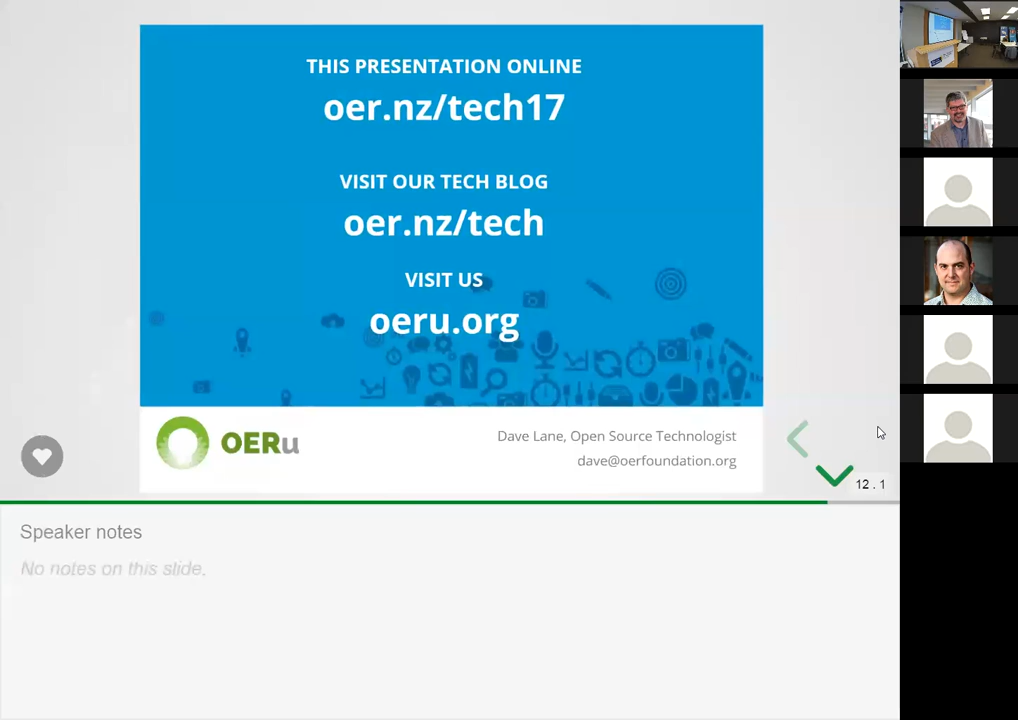 THIS PRESENTATION ONLINE
oer.nz/tech17
VISIT OUR TECH BLOG
oer.nz/tech
VISIT US
oeru.org
OERu
Dave Lane, Open Source Technologist
dave@oerfoundation.org
12 . 1
Speaker notes
No notes on this slide.